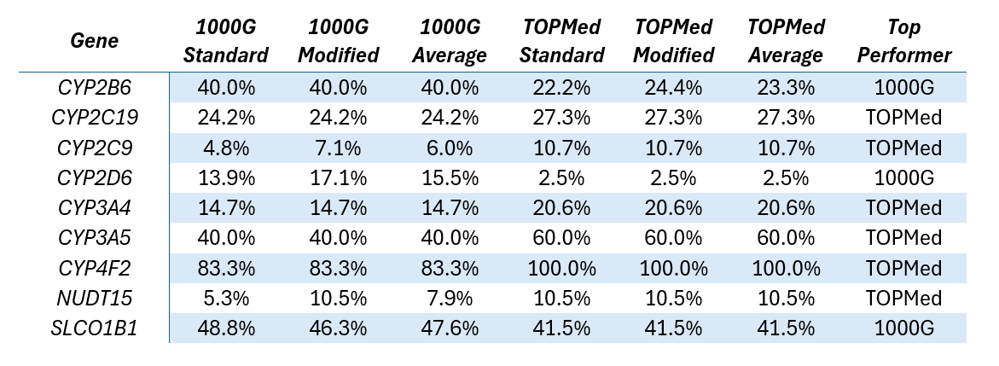 Gene 1000G Standard 1000G Modified 1000G Average TOPMed Standard TOPMed Modified TOPMed Average Top Performer
CYP2B6 40.0% 40.0% 40.0% 22.2% 24.4% 23.3% 1000G
CYP2C19 24.2% 24.2% 24.2% 27.3% 27.3% 27.3% TOPMed
CYP2C9 4.8% 7.1% 6.0% 10.7% 10.7% 10.7% TOPMed
CYP2D6 13.9% 17.1% 15.5% 2.5% 2.5% 2.5% 1000G
CYP3A4 14.7% 14.7% 14.7% 20.6% 20.6% 20.6% TOPMed
CYP3A5 40.0% 40.0% 40.0% 60.0% 60.0% 60.0% TOPMed
CYP4F2 83.3% 83.3% 83.3% 100.0% 100.0% 100.0% TOPMed
NUDT15 5.3% 10.5% 7.9% 10.5% 10.5% 10.5% TOPMed
SLCO1B1 48.8% 46.3% 47.6% 41.5% 41.5% 41.5% 1000G